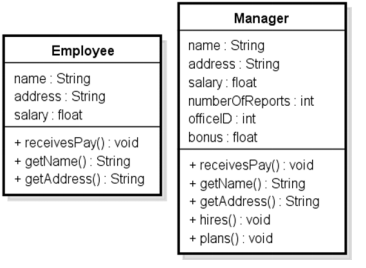 Employee
name : String
address : String
salary : float
+ receivesPay() : void
+ getName() : String
+ getAddress() : String
Manager
name : String
address : String
salary : float
numberOfReports : int
officeID : int
bonus : float
+ receivesPay() : void
+ getName() : String
+ getAddress() : String
+ hires() : void
+ plans() : void